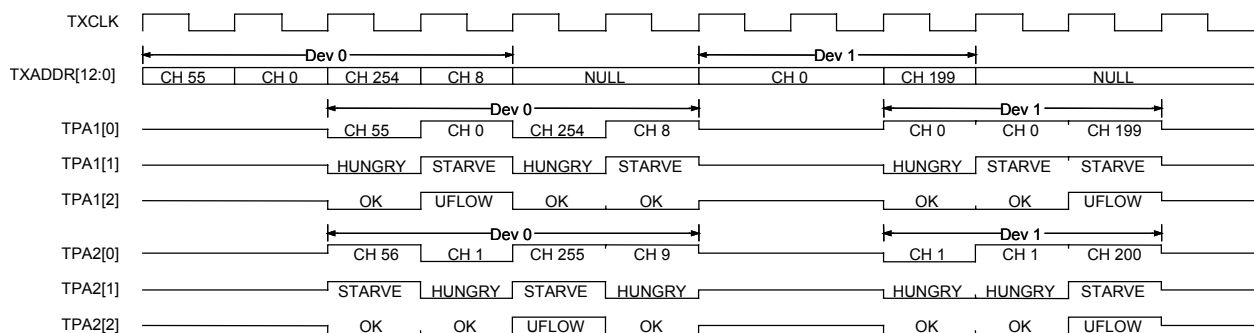 TXCLK
Dev 0 Dev 1
TXADDR[12:0] CH 55 CH 0 CH 254 CH 8 NULL CH 0 CH 199 NULL
Dev 0 Dev 1
TPA1[0] CH 55 CH 0 CH 254 CH 8 CH 0 CH 0 CH 199
TPA1[1] HUNGRY STARVE HUNGRY STARVE HUNGRY STARVE STARVE
TPA1[2] OK UFLOW OK OK OK OK UFLOW
Dev 0 Dev 1
TPA2[0] CH 56 CH 1 CH 255 CH 9 CH 1 CH 1 CH 200
TPA2[1] STARVE HUNGRY STARVE HUNGRY HUNGRY HUNGRY STARVE
TPA2[2] OK OK UFLOW OK OK OK UFLOW